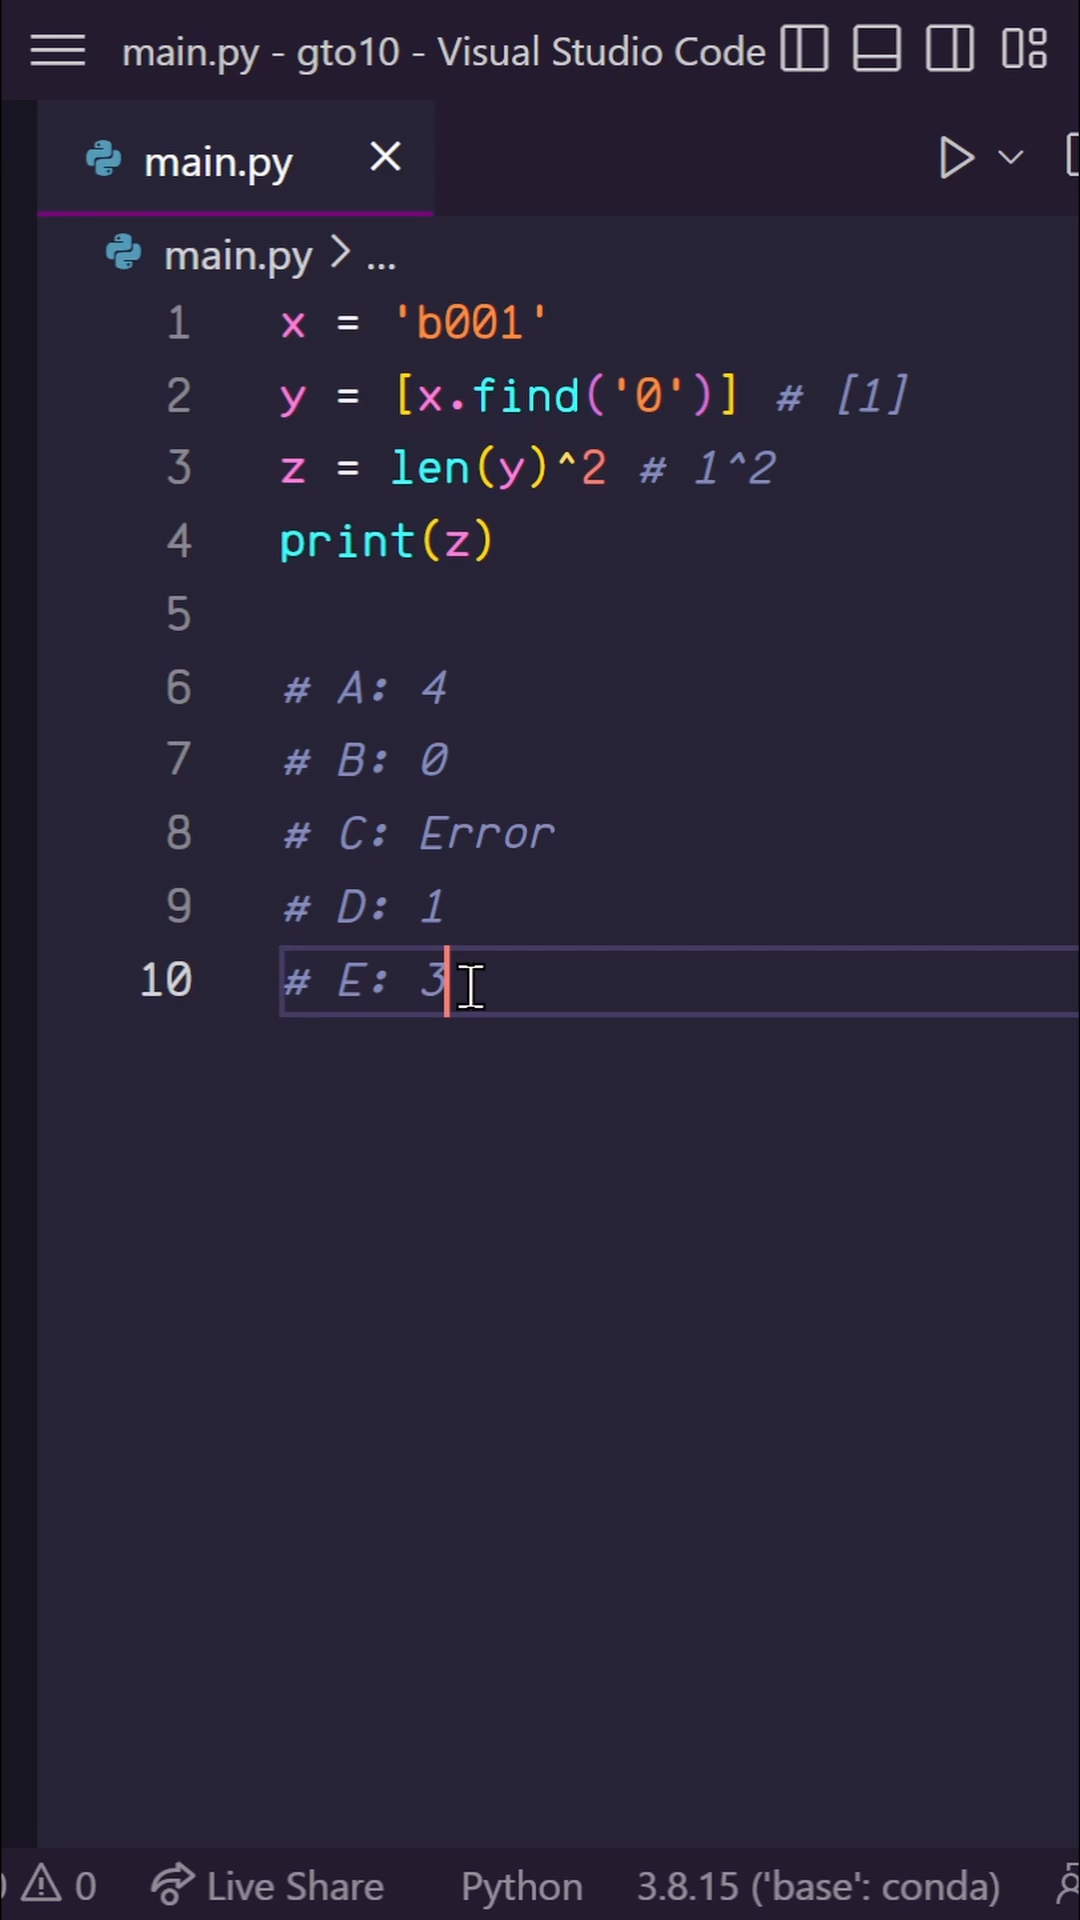 main.py - gto10 - Visual Studio Code
main.py
main.py > ...
1 x = 'b001'
2 y = [x.find('0')] # [1]
3 z = len(y)^2 # 1^2
4 print(z)
5
6 # A: 4
7 # B: 0
8 # C: Error
9 # D: 1
10 # E: 3
0 Live Share Python 3.8.15 ('base': conda)